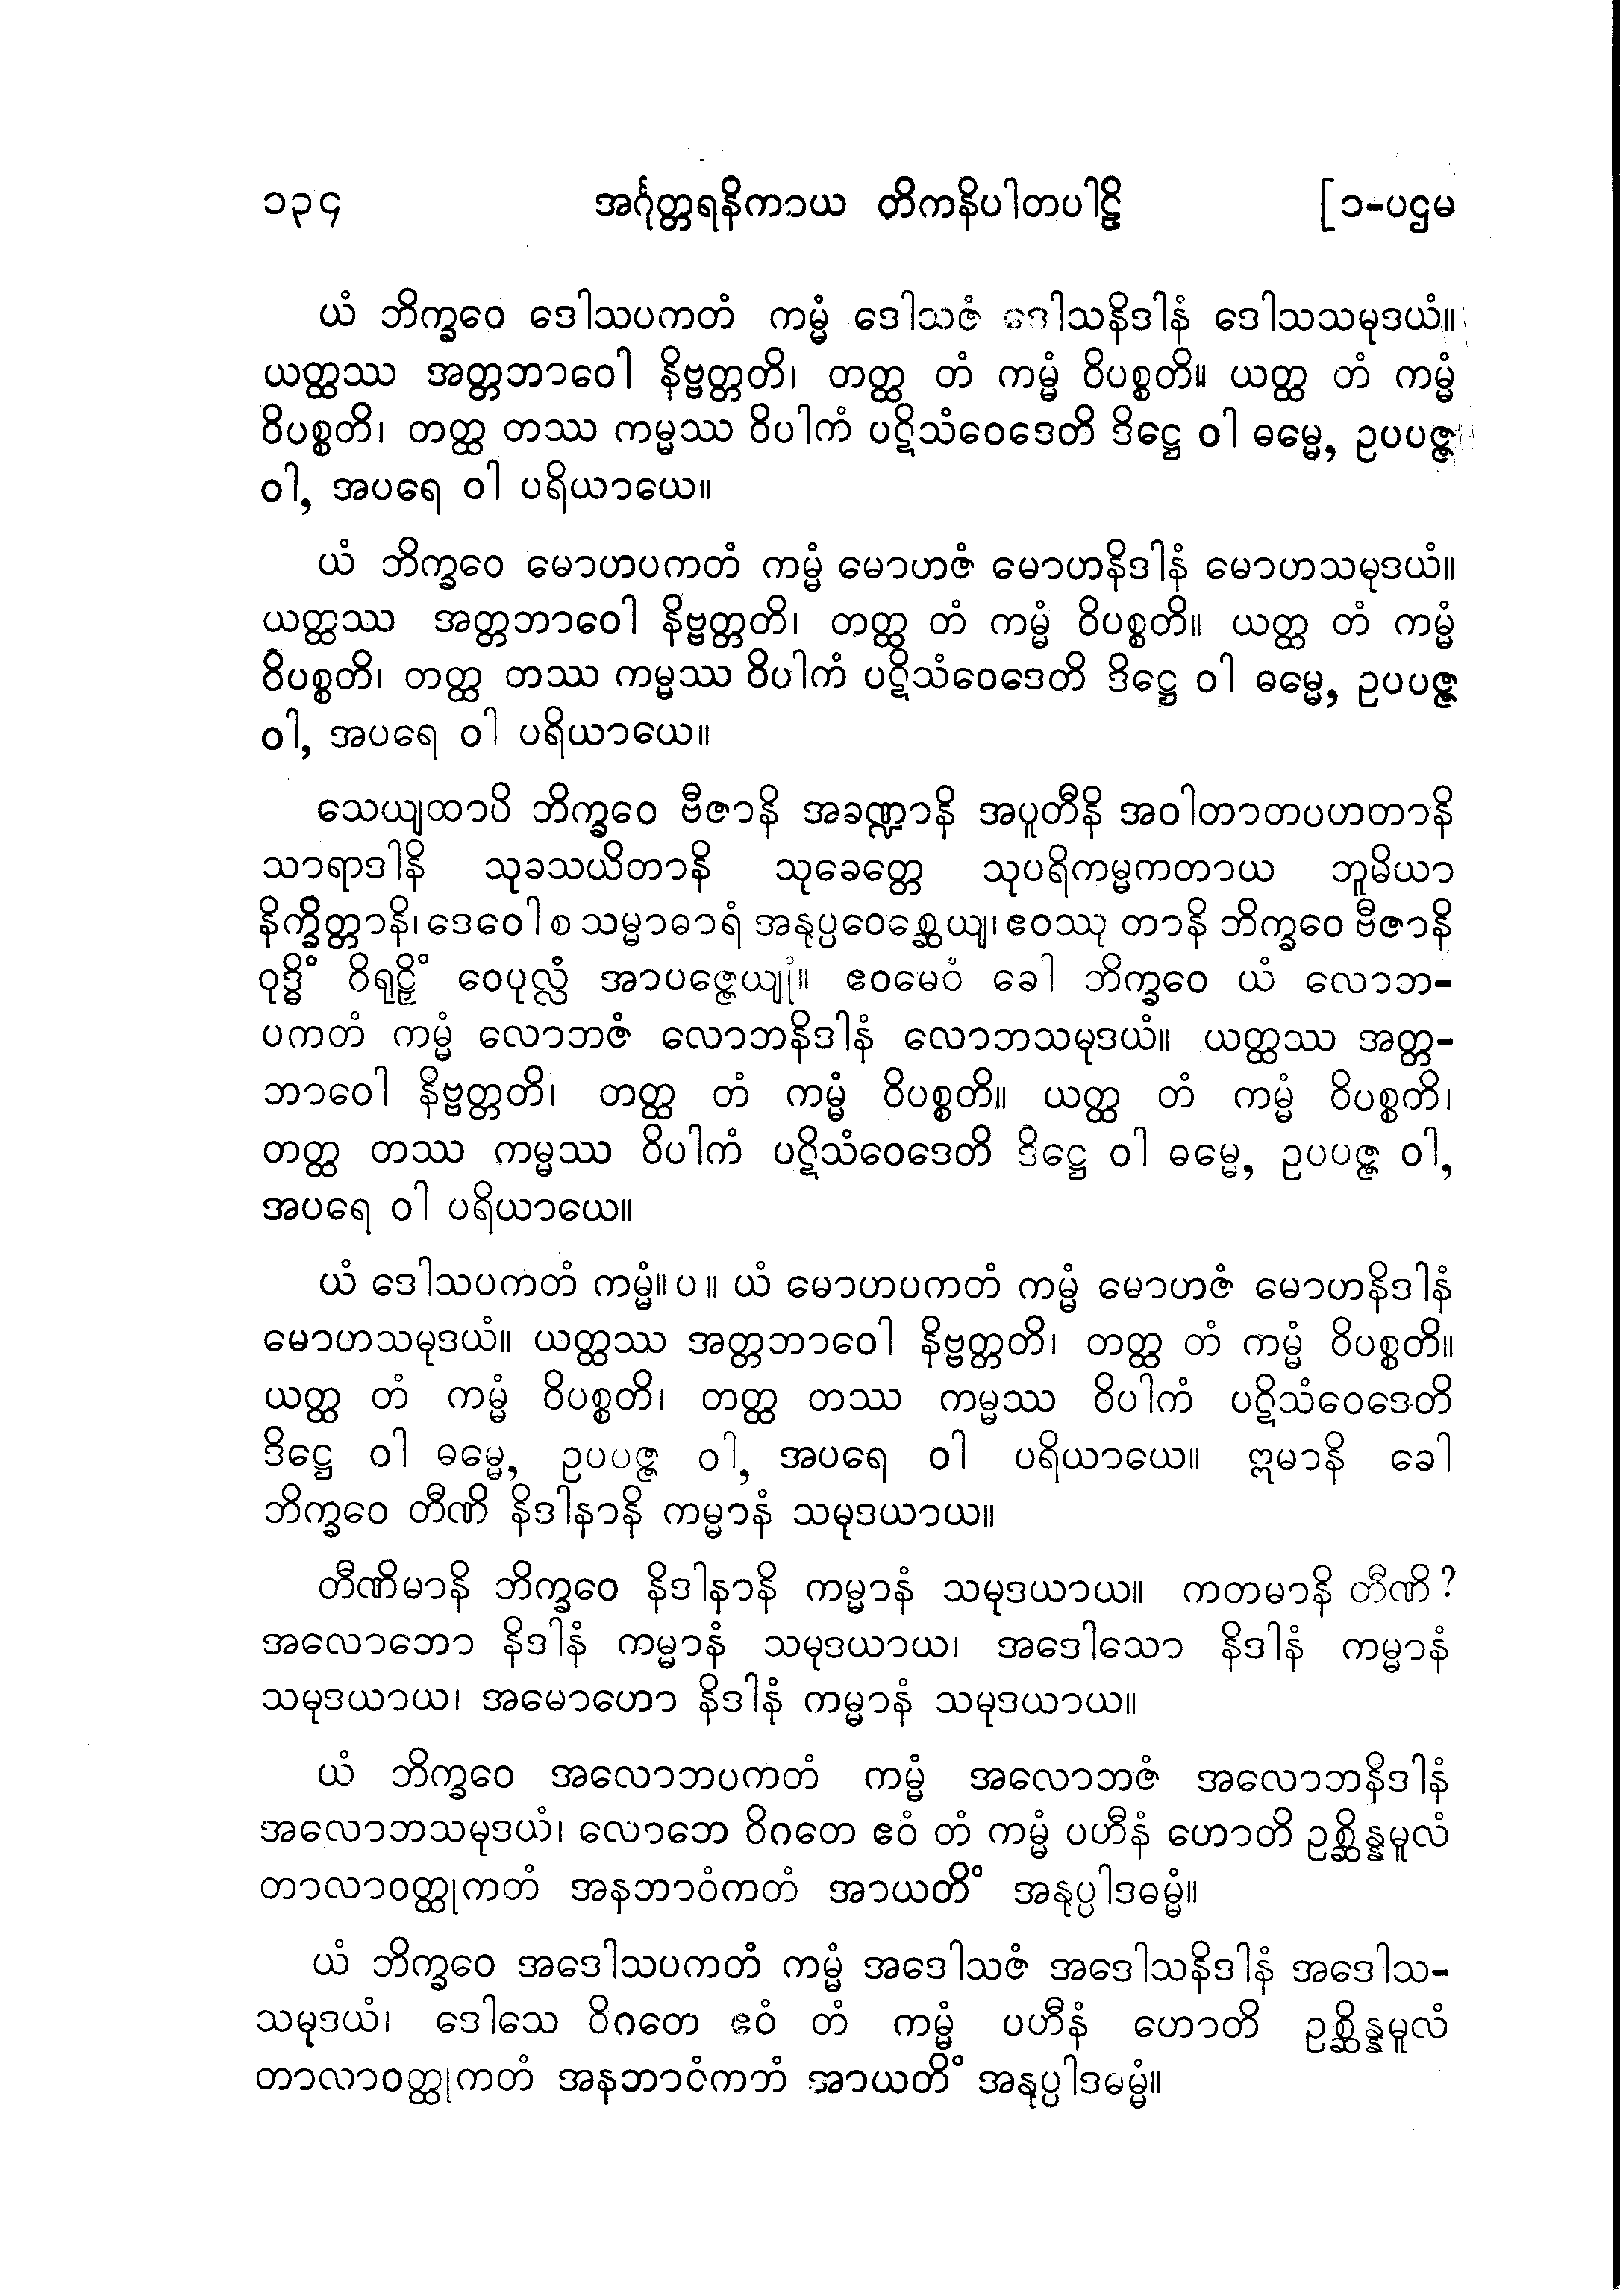 ၁၃၄ အင်္ဂုတ္တရနိကာယ တိကနိပါတပါဠိ [၁-ပဌမ
ယံ ဘိက္ခဝေ ဒေါသပကတံ ကမ္မံ ဒေါသဇံ ဒေါသနိဒါနံ ဒေါသသမုဒယံ။
ယတ္ထဿ အတ္တဘာဝေါ နိဗ္ဗတ္တတိ၊ တတ္ထ တံ ကမ္မံ ဝိပစ္စတိ။ ယတ္ထ တံ ကမ္မံ
ဝိပစ္စတိ၊ တတ္ထ တဿ ကမ္မဿ ဝိပါကံ ပဋိသံဝေဒေတိ ဒိဋ္ဌေ ဝါ ဓမ္မေ, ဥပပဇ္ဇ
ဝါ, အပရေ ဝါ ပရိယာယေ။
ယံ ဘိက္ခဝေ မောဟပကတံ ကမ္မံ မောဟဇံ မောဟနိဒါနံ မောဟသမုဒယံ။
ယတ္ထဿ အတ္တဘာဝေါ နိဗ္ဗတ္တတိ၊ တတ္ထ တံ ကမ္မံ ဝိပစ္စတိ။ ယတ္ထ တံ ကမ္မံ
ဝိပစ္စတိ၊ တတ္ထ တဿ ကမ္မဿ ဝိပါကံ ပဋိသံဝေဒေတိ ဒိဋ္ဌေ ဝါ ဓမ္မေ, ဥပပဇ္ဇ
ဝါ, အပရေ ဝါ ပရိယာယေ။
သေယျထာပိ ဘိက္ခဝေ ဗီဇာနိ အခဏ္ဍာနိ အပူတီနိ အဝါတာတပဟတာနိ
သာရာဒါနိ သုခသယိတာနိ သုခေတ္တေ သုပရိကမ္မကတာယ ဘူမိယာ
နိက္ခိတ္တာနိ၊ ဒေဝေါ စ သမ္မာဓာရံ အနုပ္ပဝေစ္ဆေယျ၊ ဧဝဿု တာနိ ဘိက္ခဝေ ဗီဇာနိ
ဝုဒ္ဓိံ ဝိရုဠှိံ ဝေပုလ္လံ အာပဇ္ဇေယျုံ။ ဧဝမေဝံ ခေါ ဘိက္ခဝေ ယံ လောဘ-
ပကတံ ကမ္မံ လောဘဇံ လောဘနိဒါနံ လောဘသမုဒယံ။ ယတ္ထဿ အတ္တ-
ဘာဝေါ နိဗ္ဗတ္တတိ၊ တတ္ထ တံ ကမ္မံ ဝိပစ္စတိ။ ယတ္ထ တံ ကမ္မံ ဝိပစ္စတိ၊
တတ္ထ တဿ ကမ္မဿ ဝိပါကံ ပဋိသံဝေဒေတိ ဒိဋ္ဌေ ဝါ ဓမ္မေ, ဥပပဇ္ဇ ဝါ,
အပရေ ဝါ ပရိယာယေ။
ယံ ဒေါသပကတံ ကမ္မံ။ ပ ။ ယံ မောဟပကတံ ကမ္မံ မောဟဇံ မောဟနိဒါနံ
မောဟသမုဒယံ။ ယတ္ထဿ အတ္တဘာဝေါ နိဗ္ဗတ္တတိ၊ တတ္ထ တံ ကမ္မံ ဝိပစ္စတိ။
ယတ္ထ တံ ကမ္မံ ဝိပစ္စတိ၊ တတ္ထ တဿ ကမ္မဿ ဝိပါကံ ပဋိသံဝေဒေတိ
ဒိဋ္ဌေ ဝါ ဓမ္မေ, ဥပပဇ္ဇ ဝါ, အပရေ ဝါ ပရိယာယေ။ ဣမာနိ ခေါ
ဘိက္ခဝေ တီဏိ နိဒါနာနိ ကမ္မာနံ သမုဒယာယ။
တီဏိမာနိ ဘိက္ခဝေ နိဒါနာနိ ကမ္မာနံ သမုဒယာယ။ ကတမာနိ တီဏိ?
အလောဘော နိဒါနံ ကမ္မာနံ သမုဒယာယ၊ အဒေါသော နိဒါနံ ကမ္မာနံ
သမုဒယာယ၊ အမောဟော နိဒါနံ ကမ္မာနံ သမုဒယာယ။
ယံ ဘိက္ခဝေ အလောဘပကတံ ကမ္မံ အလောဘဇံ အလောဘနိဒါနံ
အလောဘသမုဒယံ၊ လောဘေ ဝိဂတေ ဧဝံ တံ ကမ္မံ ပဟီနံ ဟောတိ ဥစ္ဆိန္နမူလံ
တာလာဝတ္ထုကတံ အနဘာဝံကတံ အာယတိံ အနုပ္ပါဒဓမ္မံ။
ယံ ဘိက္ခဝေ အဒေါသပကတံ ကမ္မံ အဒေါသဇံ အဒေါသနိဒါနံ အဒေါသ-
သမုဒယံ၊ ဒေါသေ ဝိဂတေ ဧဝံ တံ ကမ္မံ ပဟီနံ ဟောတိ ဥစ္ဆိန္နမူလံ
တာလာဝတ္ထုကတံ အနဘာဝံကတံ အာယတိံ အနုပ္ပါဒဓမ္မံ။